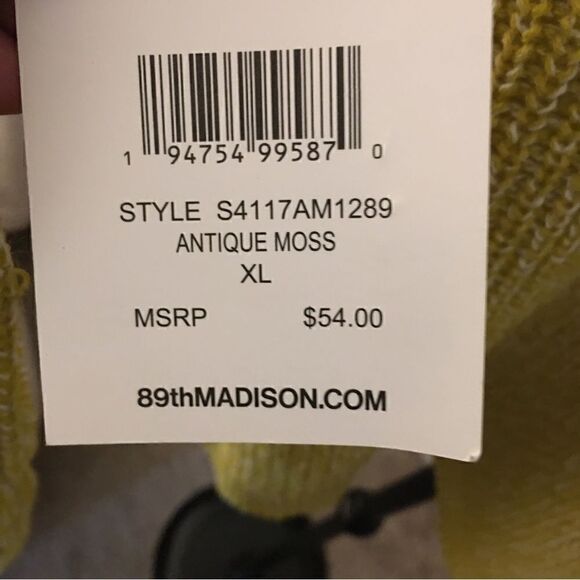 1 94754 99587 0
STYLE S4117AM1289
ANTIQUE MOSS
XL
MSRP $54.00
89thMADISON.COM